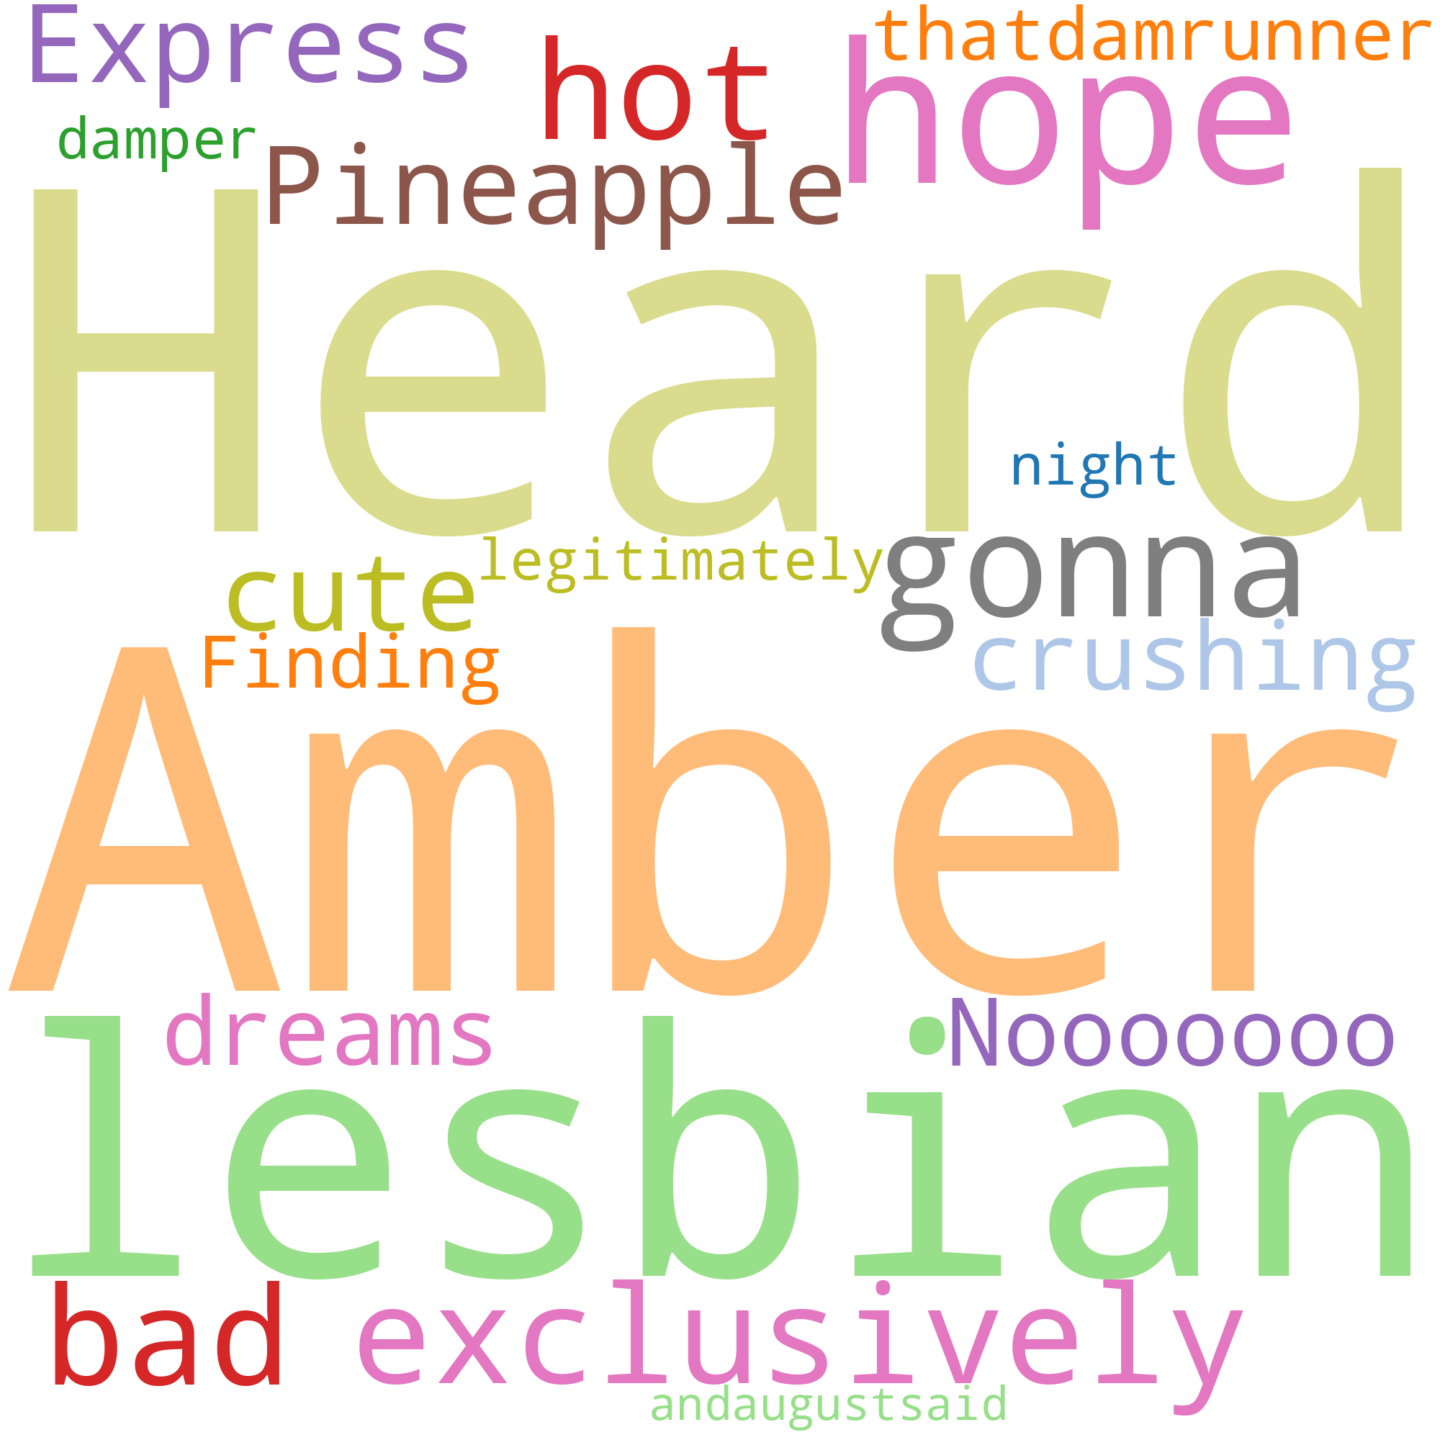 Express
thatdamrunner
hot
hope
damper
Pineapple
Heard
night
legitimately
gonna
cute
Finding
crushing
Amber
dreams
Nooooooo
lesbian
bad
exclusively
andaugustsaid